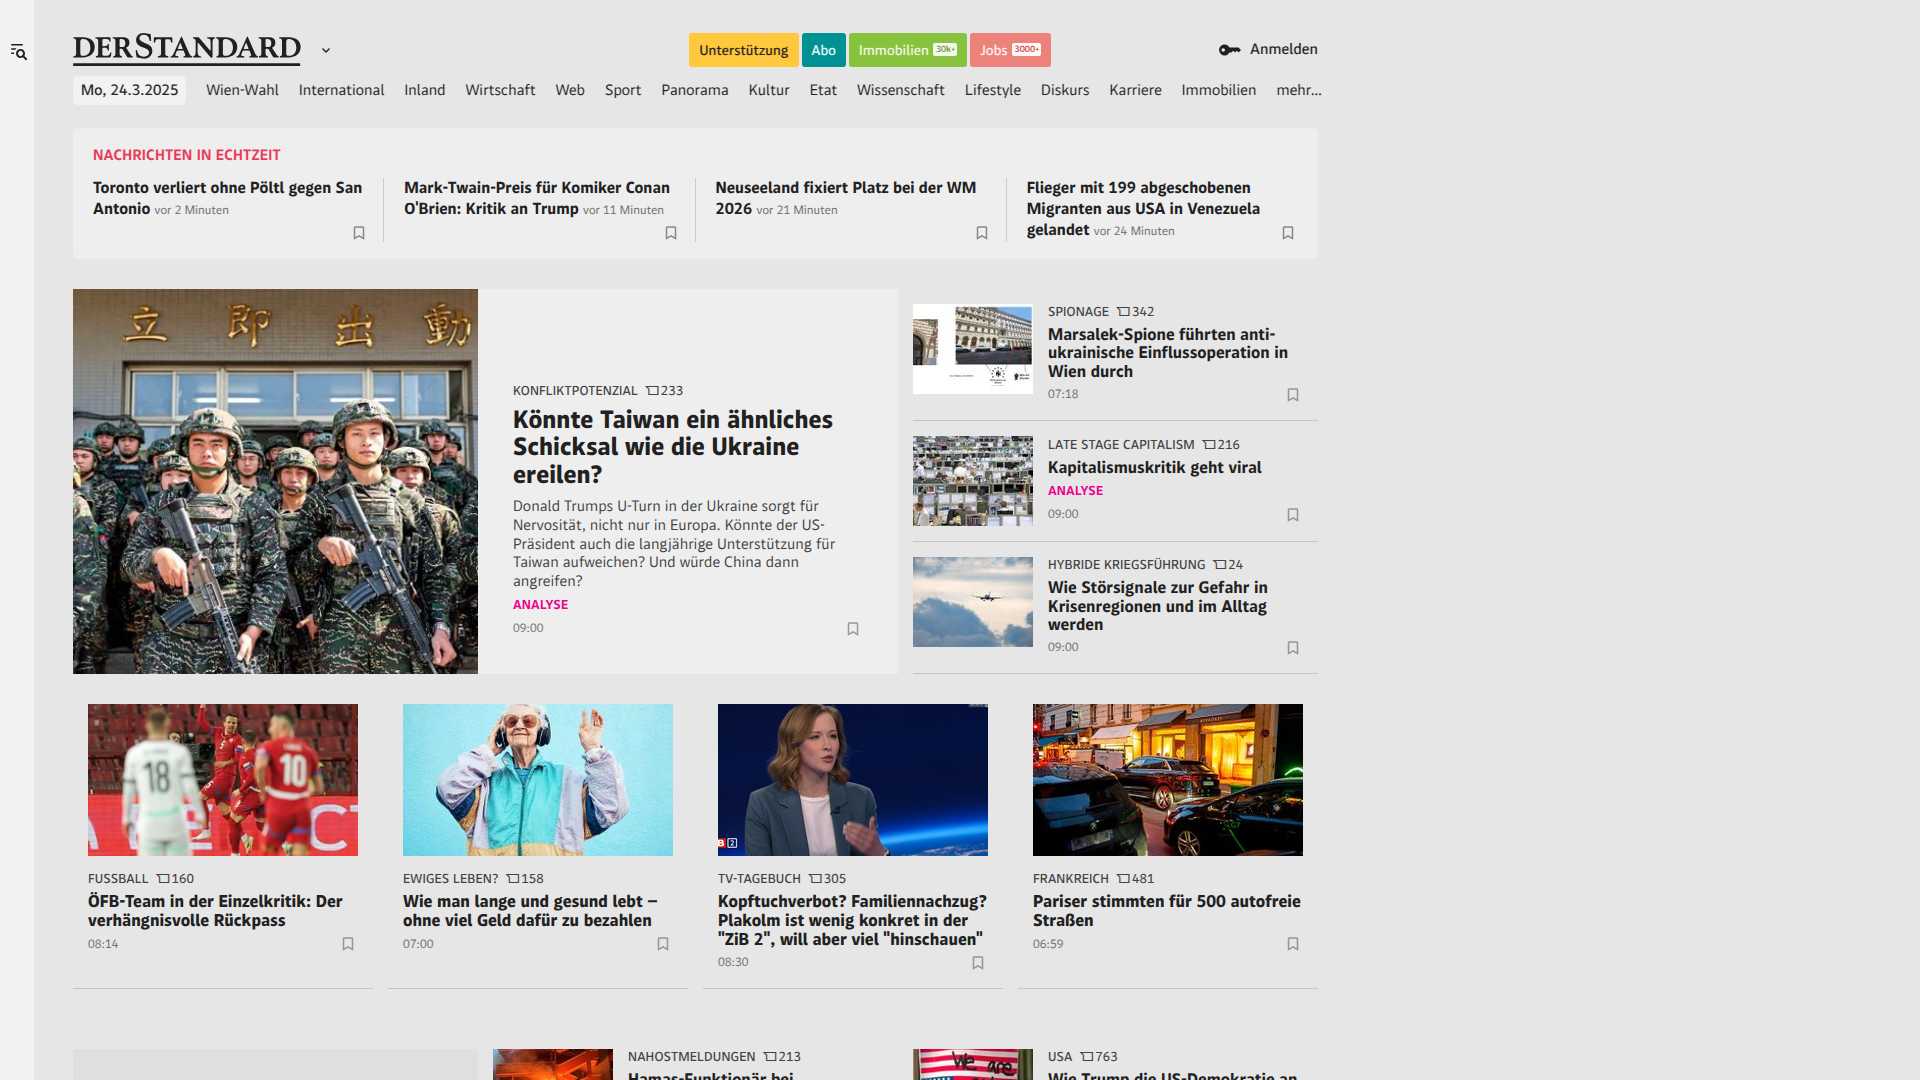 DERSTANDARD
Unterstützung
Abo
Immobilien 30k+
Jobs 3000+
Anmelden
Mo, 24.3.2025
Wien-Wahl
International
Inland
Wirtschaft
Web
Sport
Panorama
Kultur
Etat
Wissenschaft
Lifestyle
Diskurs
Karriere
Immobilien
mehr...
NACHRICHTEN IN ECHTZEIT
Toronto verliert ohne Pöltl gegen San
Antonio vor 2 Minuten
Mark-Twain-Preis für Komiker Conan
O'Brien: Kritik an Trump vor 11 Minuten
Neuseeland fixiert Platz bei der WM
2026 vor 21 Minuten
Flieger mit 199 abgeschobenen
Migranten aus USA in Venezuela
gelandet vor 24 Minuten
立即出動
KONFLIKTPOTENZIAL 233
Könnte Taiwan ein ähnliches
Schicksal wie die Ukraine
ereilen?
Donald Trumps U-Turn in der Ukraine sorgt für
Nervosität, nicht nur in Europa. Könnte der US-
Präsident auch die langjährige Unterstützung für
Taiwan aufweichen? Und würde China dann
angreifen?
ANALYSE
09:00
SPIONAGE 342
Marsalek-Spione führten anti-
ukrainische Einflussoperation in
Wien durch
07:18
LATE STAGE CAPITALISM 216
Kapitalismuskritik geht viral
ANALYSE
09:00
HYBRIDE KRIEGSFÜHRUNG 24
Wie Störsignale zur Gefahr in
Krisenregionen und im Alltag
werden
09:00
18
10
FUSSBALL 160
ÖFB-Team in der Einzelkritik: Der
verhängnisvolle Rückpass
08:14
EWIGES LEBEN? 158
Wie man lange und gesund lebt –
ohne viel Geld dafür zu bezahlen
07:00
2
TV-TAGEBUCH 305
Kopftuchverbot? Familiennachzug?
Plakolm ist wenig konkret in der
"ZiB 2", will aber viel "hinschauen"
08:30
FRANKREICH 481
Pariser stimmten für 500 autofreie
Straßen
06:59
NAHOSTMELDUNGEN 213
Hamas-Funktionär bei
We are
USA 763
Wie Trump die US-Demokratie an